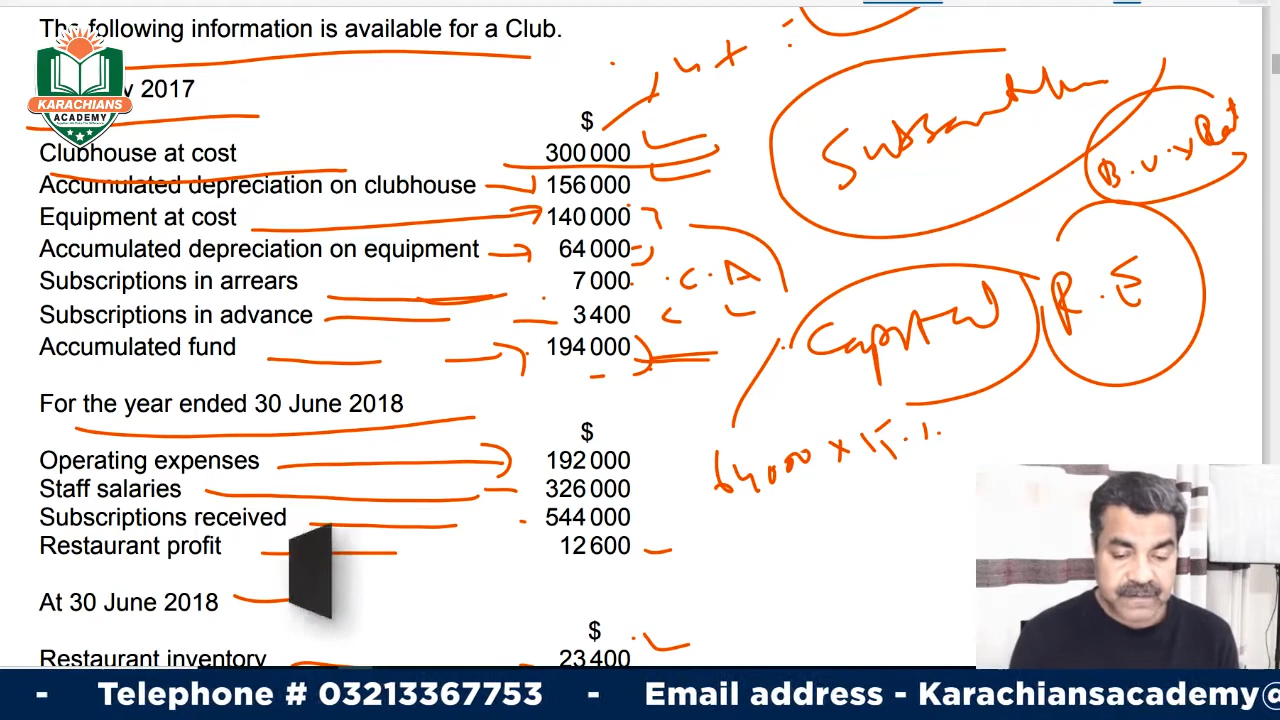 The following information is available for a Club.
KARACHIANS
ACADEMY
2017
$
Clubhouse at cost 300 000
Accumulated depreciation on clubhouse 156 000
Equipment at cost 140 000
Accumulated depreciation on equipment 64 000
Subscriptions in arrears 7 000
Subscriptions in advance 3 400
Accumulated fund 194 000
C.A
Capital
R.E
For the year ended 30 June 2018
$
Operating expenses 192 000
Staff salaries 326 000
Subscriptions received 544 000
Restaurant profit 12 600
64000 x 15%
At 30 June 2018
$
Restaurant inventory 23 400
- Telephone # 03213367753 - Email address - Karachiansacademy@